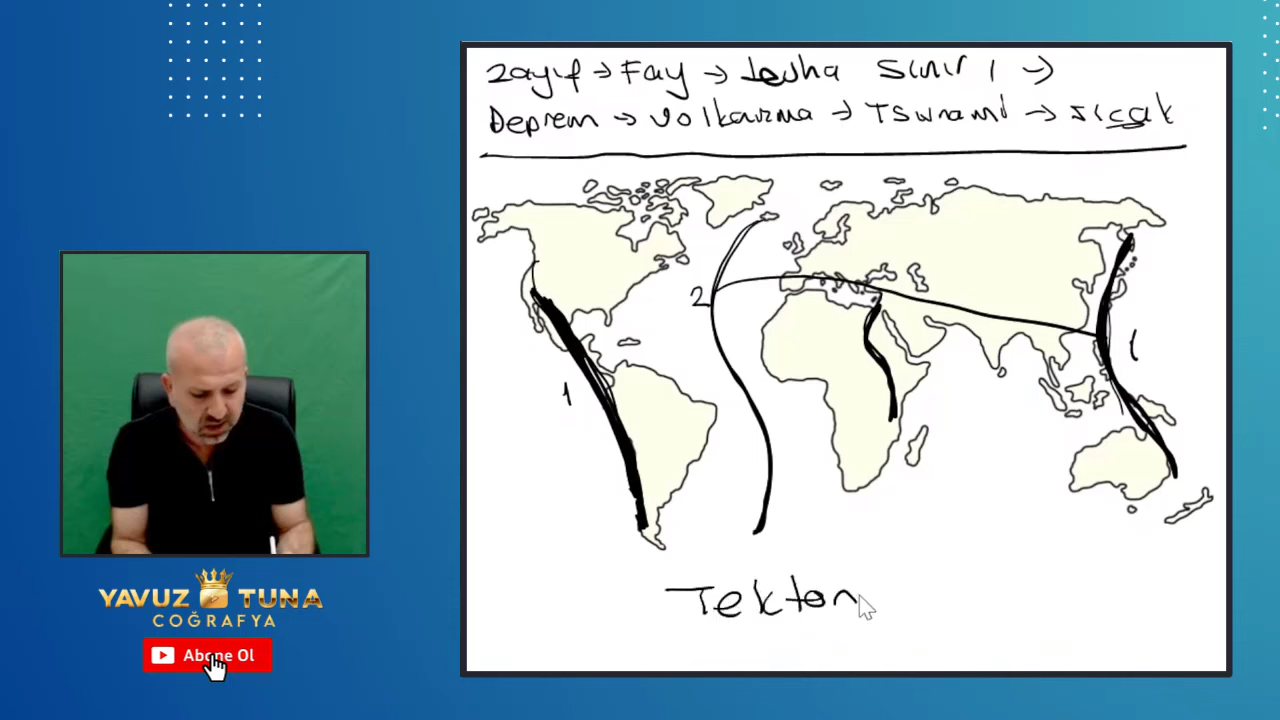 Zayıf → Fay → Levha Sınırı →
Deprem → Volkanizma → Tsunami → Sıcak
2
1
1
Tekton
YAVUZ TUNA
COĞRAFYA
Abone Ol